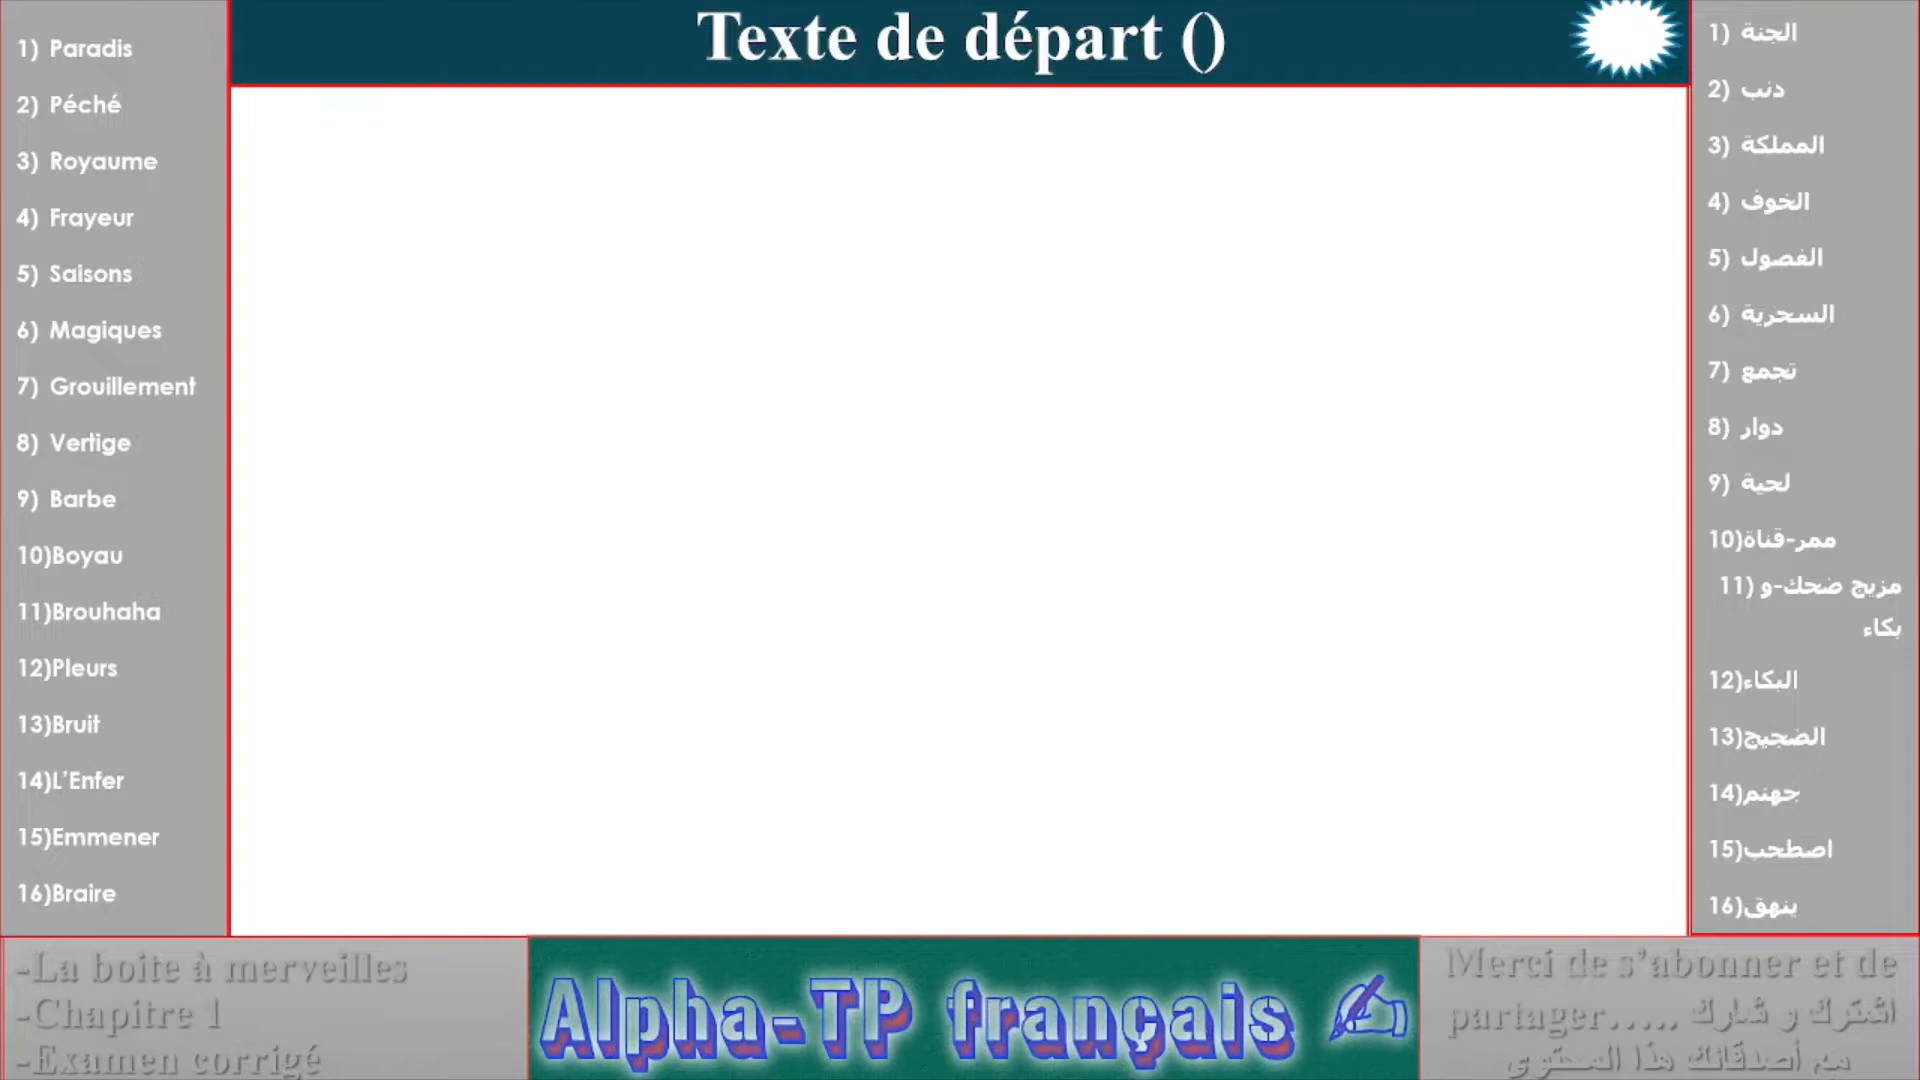 Texte de départ ()
1) Paradis
2) Péché
3) Royaume
4) Frayeur
5) Saisons
6) Magiques
7) Grouillement
8) Vertige
9) Barbe
10)Boyau
11)Brouhaha
12)Pleurs
13)Bruit
14)L'Enfer
15)Emmener
16)Braire
1) الجنة
2) دنب
3) المملكة
4) الخوف
5) الفصول
6) السحرية
7) تجمع
8) دوار
9) لحية
10)ممر-قناة
11) مزيج ضحك-و
بكاء
12)البكاء
13)الضجيج
14)جهنم
15)اصطحب
16)ينهق
-La boite à merveilles
-Chapitre 1
-Examen corrigé
Alpha-TP français
Merci de s'abonner et de
partager..... اشترك و شارك
مع أصدقائك هذا المحتوى